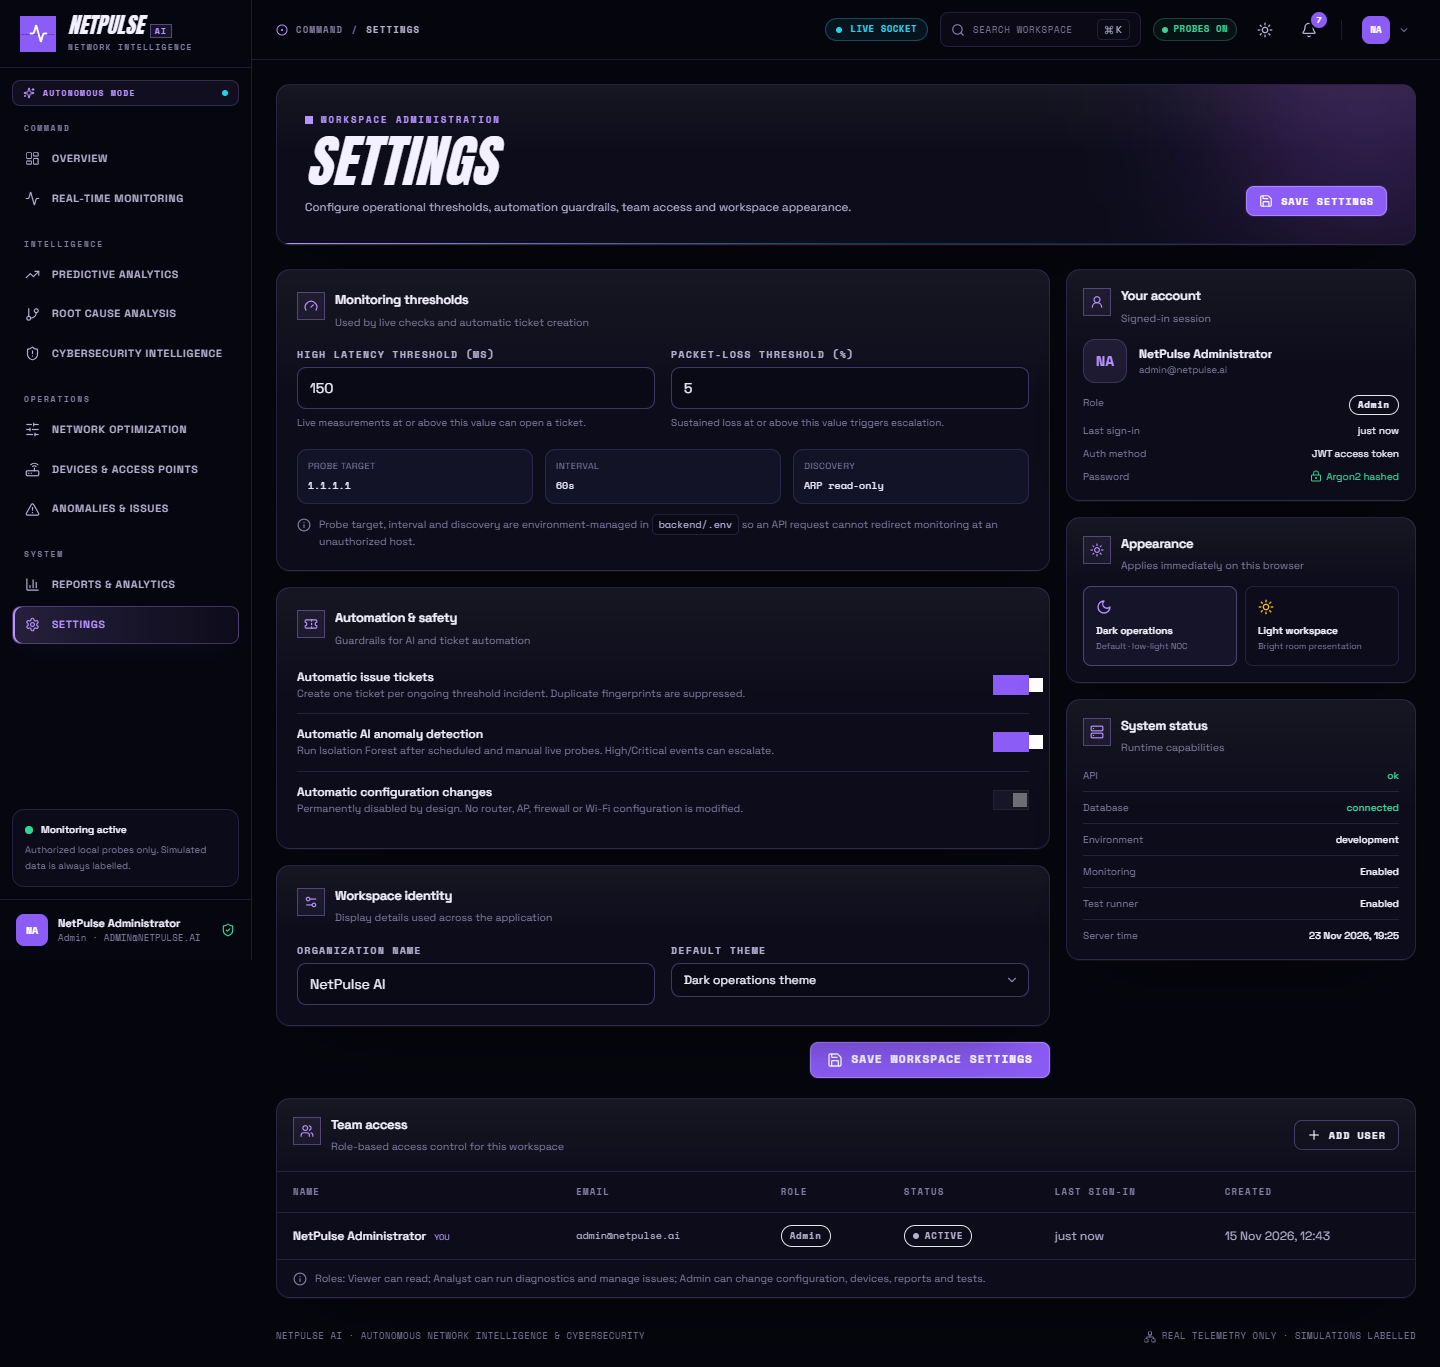 NETPULSE AI
NETWORK INTELLIGENCE
AUTONOMOUS MODE
COMMAND
OVERVIEW
REAL-TIME MONITORING
INTELLIGENCE
PREDICTIVE ANALYTICS
ROOT CAUSE ANALYSIS
CYBERSECURITY INTELLIGENCE
OPERATIONS
NETWORK OPTIMIZATION
DEVICES & ACCESS POINTS
ANOMALIES & ISSUES
SYSTEM
REPORTS & ANALYTICS
SETTINGS
Monitoring active
Authorized local probes only. Simulated
data is always labelled.
NA
NetPulse Administrator
Admin · ADMIN@NETPULSE.AI
COMMAND / SETTINGS
LIVE SOCKET
SEARCH WORKSPACE
⌘K
PROBES ON
7
NA
WORKSPACE ADMINISTRATION
SETTINGS
Configure operational thresholds, automation guardrails, team access and workspace appearance.
SAVE SETTINGS
Monitoring thresholds
Used by live checks and automatic ticket creation
HIGH LATENCY THRESHOLD (MS)
150
Live measurements at or above this value can open a ticket.
PACKET-LOSS THRESHOLD (%)
5
Sustained loss at or above this value triggers escalation.
PROBE TARGET
1.1.1.1
INTERVAL
60s
DISCOVERY
ARP read-only
Probe target, interval and discovery are environment-managed in backend/.env so an API request cannot redirect monitoring at an
unauthorized host.
Automation & safety
Guardrails for AI and ticket automation
Automatic issue tickets
Create one ticket per ongoing threshold incident. Duplicate fingerprints are suppressed.
Automatic AI anomaly detection
Run Isolation Forest after scheduled and manual live probes. High/Critical events can escalate.
Automatic configuration changes
Permanently disabled by design. No router, AP, firewall or Wi-Fi configuration is modified.
Workspace identity
Display details used across the application
ORGANIZATION NAME
NetPulse AI
DEFAULT THEME
Dark operations theme
SAVE WORKSPACE SETTINGS
Your account
Signed-in session
NA
NetPulse Administrator
admin@netpulse.ai
Role Admin
Last sign-in just now
Auth method JWT access token
Password Argon2 hashed
Appearance
Applies immediately on this browser
Dark operations
Default · low-light NOC
Light workspace
Bright room presentation
System status
Runtime capabilities
API ok
Database connected
Environment development
Monitoring Enabled
Test runner Enabled
Server time 23 Nov 2026, 19:25
Team access
Role-based access control for this workspace
ADD USER
NAME EMAIL ROLE STATUS LAST SIGN-IN CREATED
NetPulse Administrator YOU admin@netpulse.ai Admin ACTIVE just now 15 Nov 2026, 12:43
Roles: Viewer can read; Analyst can run diagnostics and manage issues; Admin can change configuration, devices, reports and tests.
NETPULSE AI · AUTONOMOUS NETWORK INTELLIGENCE & CYBERSECURITY
REAL TELEMETRY ONLY · SIMULATIONS LABELLED